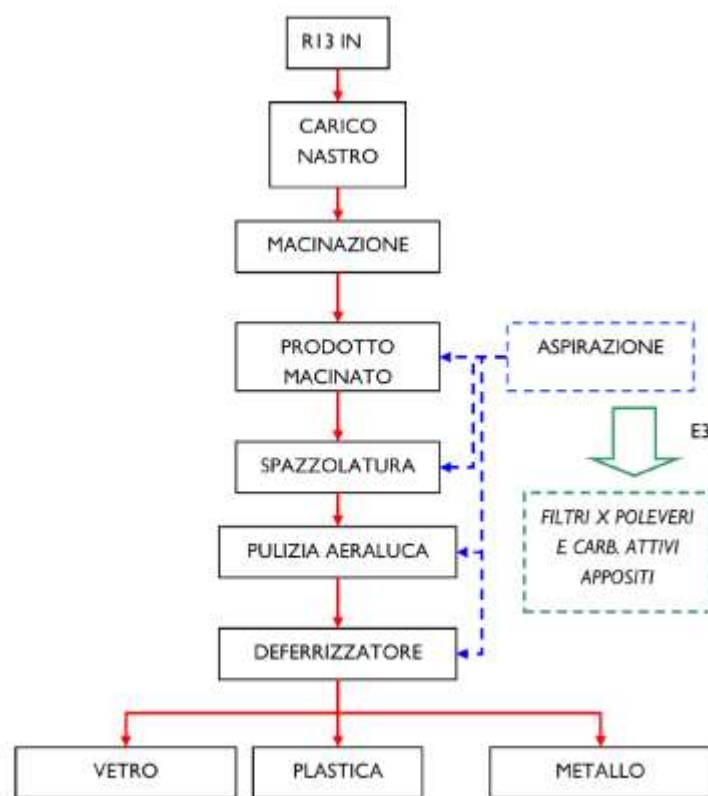 R13 IN
CARICO
NASTRO
MACINAZIONE
PRODOTTO
MACINATO
ASPIRAZIONE
E3
SPAZZOLATURA
FILTRI X POLEVERI
E CARB. ATTIVI
APPOSITI
PULIZIA AERALUCA
DEFERRIZZATORE
VETRO
PLASTICA
METALLO